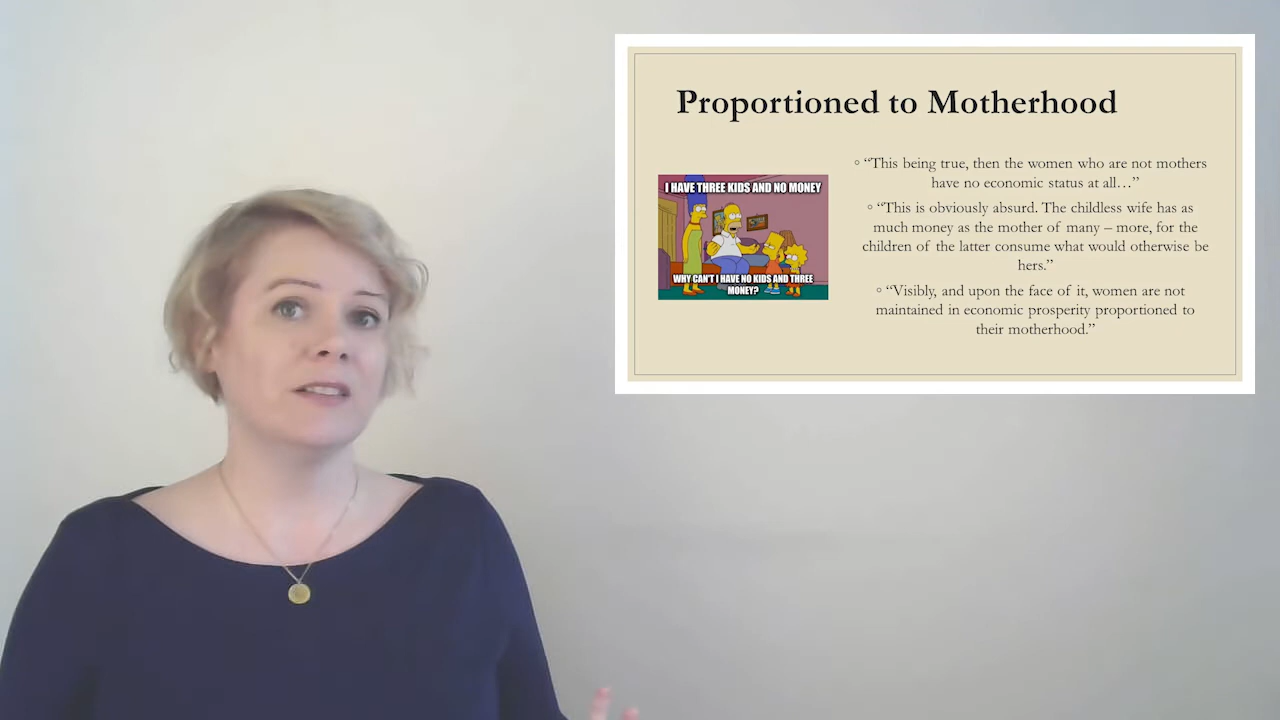 Proportioned to Motherhood
I HAVE THREE KIDS AND NO MONEY
WHY CAN'T I HAVE NO KIDS AND THREE
MONEY?
◦ “This being true, then the women who are not mothers
have no economic status at all…”
◦ “This is obviously absurd. The childless wife has as
much money as the mother of many – more, for the
children of the latter consume what would otherwise be
hers.”
◦ “Visibly, and upon the face of it, women are not
maintained in economic prosperity proportioned to
their motherhood.”